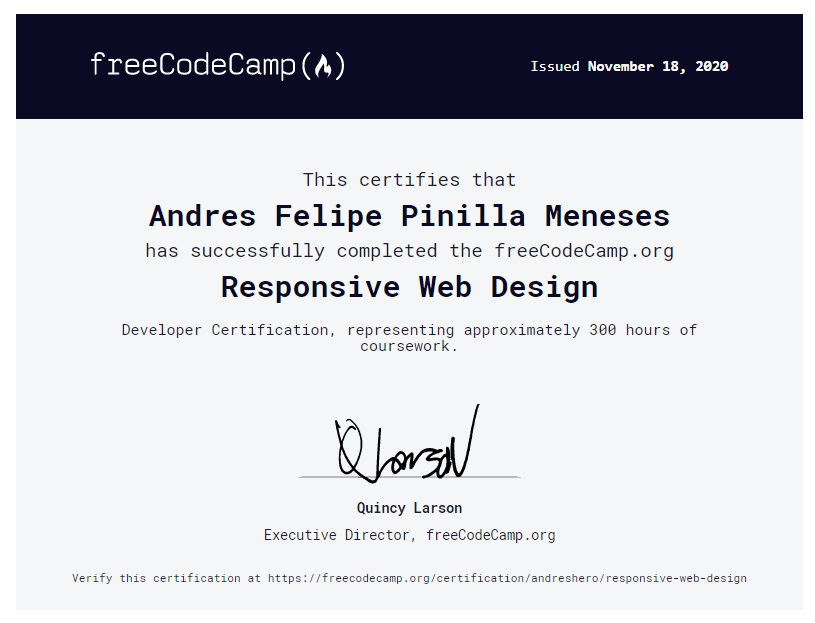 freeCodeCamp(🔥)
Issued November 18, 2020
This certifies that
Andres Felipe Pinilla Meneses
has successfully completed the freeCodeCamp.org
Responsive Web Design
Developer Certification, representing approximately 300 hours of
coursework.
Q Larson
Quincy Larson
Executive Director, freeCodeCamp.org
Verify this certification at https://freecodecamp.org/certification/andreshero/responsive-web-design